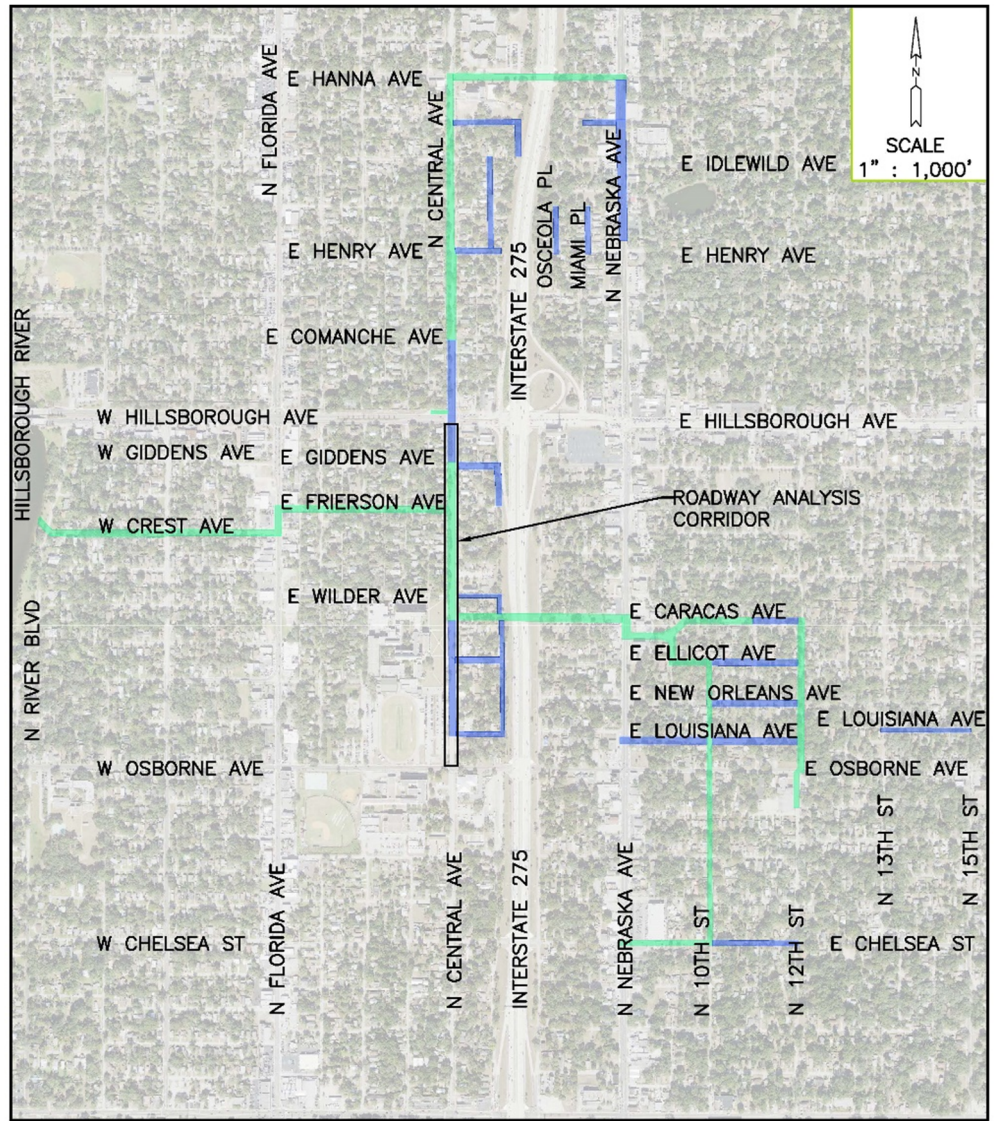 E HANNA AVE
N FLORIDA AVE
N CENTRAL AVE
N
SCALE
1" : 1,000'
E IDLEWILD AVE
OSCEOLA PL
MIAMI PL
N NEBRASKA AVE
E HENRY AVE
E HENRY AVE
INTERSTATE 275
HILLSBOROUGH RIVER
E COMANCHE AVE
W HILLSBOROUGH AVE
E HILLSBOROUGH AVE
W GIDDENS AVE
E GIDDENS AVE
E FRIERSON AVE
ROADWAY ANALYSIS
CORRIDOR
W CREST AVE
E WILDER AVE
E CARACAS AVE
N RIVER BLVD
E ELLICOT AVE
E NEW ORLEANS AVE
E LOUISIANA AVE
E LOUISIANA AVE
W OSBORNE AVE
E OSBORNE AVE
N 13TH ST
N 15TH ST
N FLORIDA AVE
N CENTRAL AVE
INTERSTATE 275
N NEBRASKA AVE
N 10TH ST
N 12TH ST
W CHELSEA ST
E CHELSEA ST